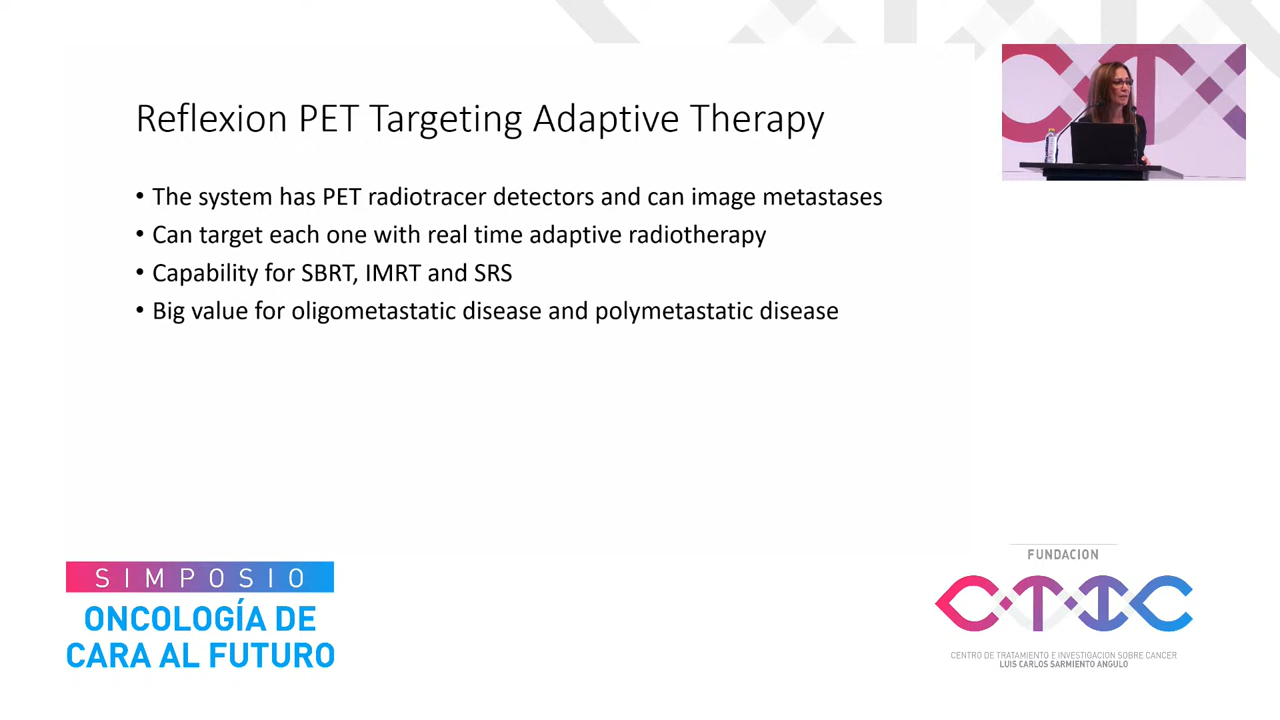 Reflexion PET Targeting Adaptive Therapy
• The system has PET radiotracer detectors and can image metastases
• Can target each one with real time adaptive radiotherapy
• Capability for SBRT, IMRT and SRS
• Big value for oligometastatic disease and polymetastatic disease
SIMPOSIO
ONCOLOGÍA DE
CARA AL FUTURO
FUNDACION
CTIC
CENTRO DE TRATAMIENTO E INVESTIGACION SOBRE CANCER
LUIS CARLOS SARMIENTO ANGULO